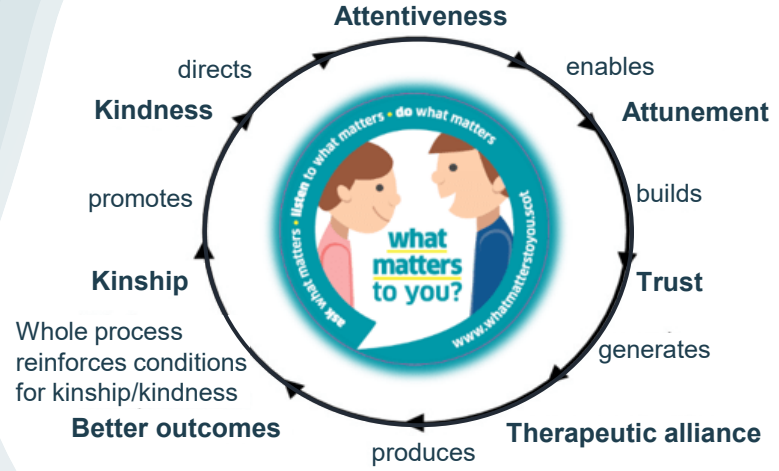 Attentiveness
directs
enables
Kindness
Attunement
promotes
builds
Kinship
Trust
Whole process
reinforces conditions
for kinship/kindness
generates
Better outcomes
Therapeutic alliance
produces
ask what matters • listen to what matters • do what matters
www.whatmatterstoyou.scot
what
matters
to you?